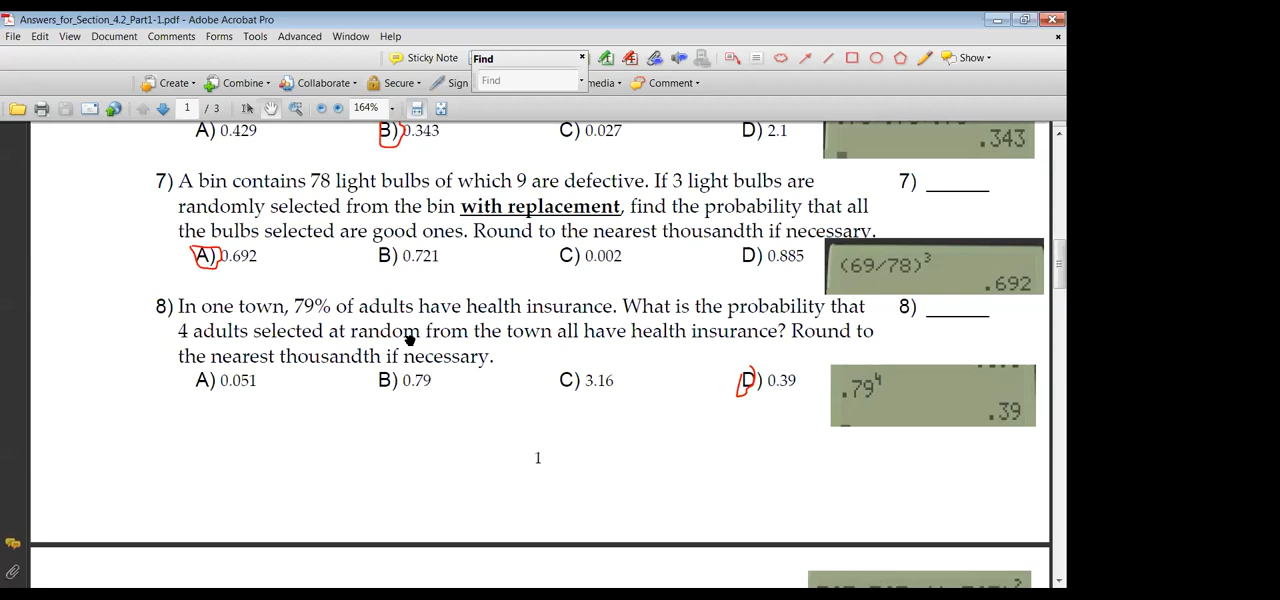 Answers_for_Section_4.2_Part1-1.pdf - Adobe Acrobat Pro
File Edit View Document Comments Forms Tools Advanced Window Help
Sticky Note Find Show
Create Combine Collaborate Secure Sign Find media Comment
1 / 3 164%
A) 0.429 B) 0.343 C) 0.027 D) 2.1 .343
7) A bin contains 78 light bulbs of which 9 are defective. If 3 light bulbs are 7) ______
randomly selected from the bin with replacement, find the probability that all
the bulbs selected are good ones. Round to the nearest thousandth if necessary.
A) 0.692 B) 0.721 C) 0.002 D) 0.885 (69/78)³
.692
8) In one town, 79% of adults have health insurance. What is the probability that 8) ______
4 adults selected at random from the town all have health insurance? Round to
the nearest thousandth if necessary.
A) 0.051 B) 0.79 C) 3.16 D) 0.39 .79⁴
.39
1